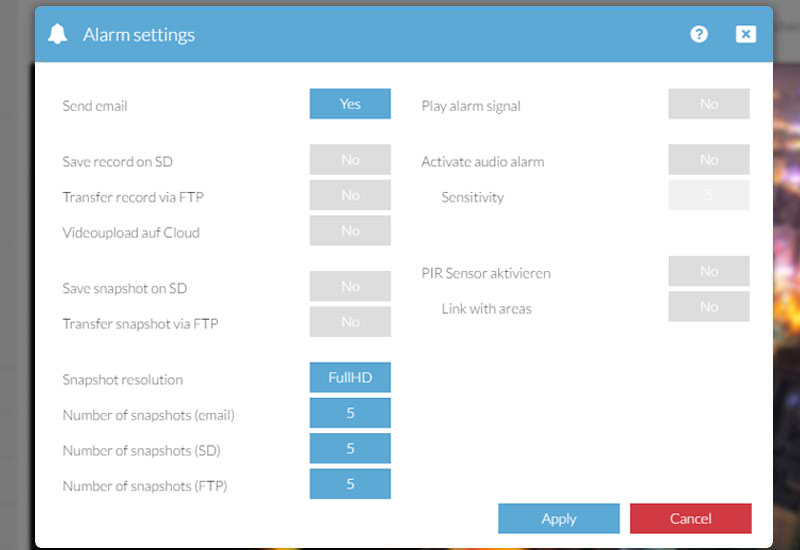 Alarm settings
Send email Yes
Save record on SD No
Transfer record via FTP No
Videoupload auf Cloud No
Save snapshot on SD No
Transfer snapshot via FTP No
Snapshot resolution FullHD
Number of snapshots (email) 5
Number of snapshots (SD) 5
Number of snapshots (FTP) 5
Play alarm signal No
Activate audio alarm No
Sensitivity 5
PIR Sensor aktivieren No
Link with areas No
Apply Cancel